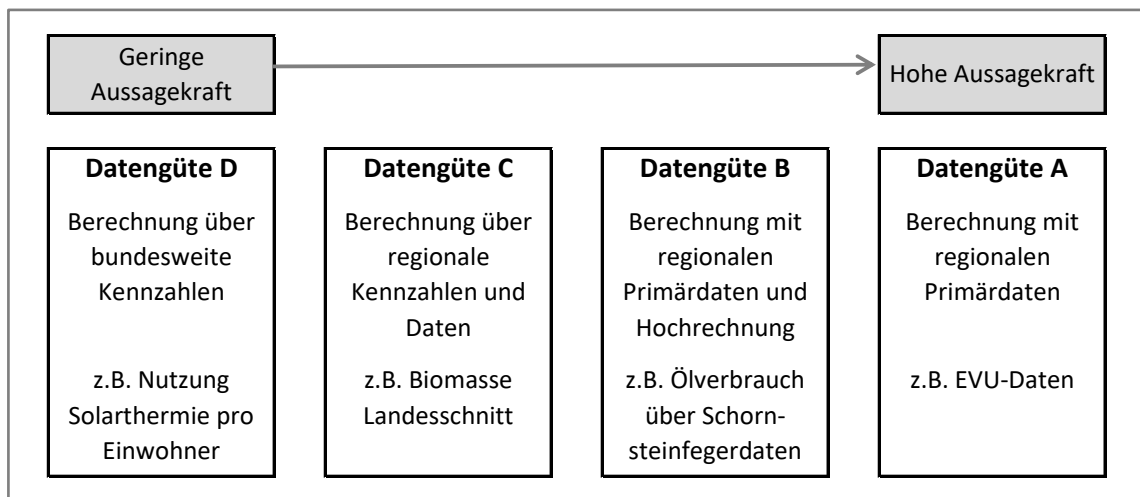 Geringe
Aussagekraft
Hohe Aussagekraft
Datengüte D
Berechnung über
bundesweite
Kennzahlen
z.B. Nutzung
Solarthermie pro
Einwohner
Datengüte C
Berechnung über
regionale
Kennzahlen und
Daten
z.B. Biomasse
Landesschnitt
Datengüte B
Berechnung mit
regionalen
Primärdaten und
Hochrechnung
z.B. Ölverbrauch
über Schorn-
steinfegerdaten
Datengüte A
Berechnung mit
regionalen
Primärdaten
z.B. EVU-Daten